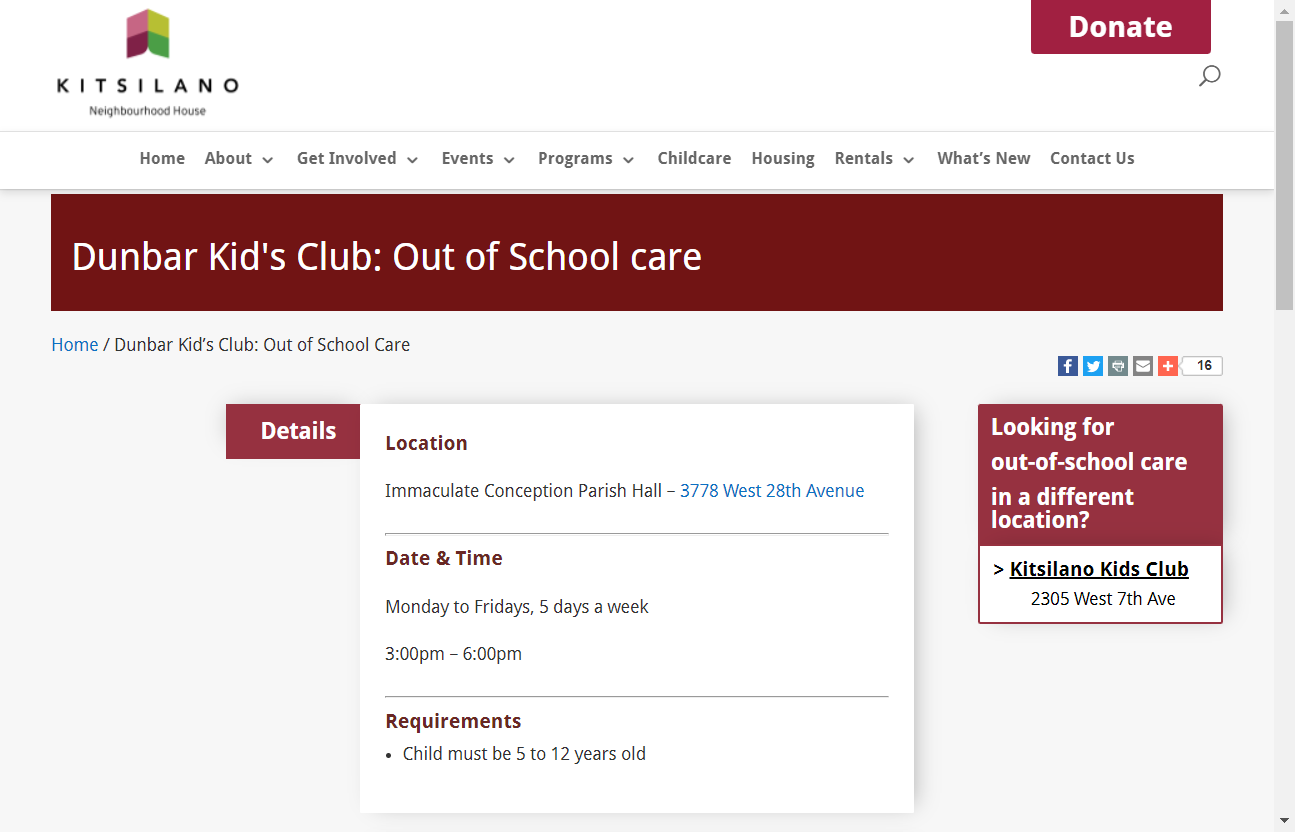 KITSILANO
Neighbourhood House
Donate
Home About Get Involved Events Programs Childcare Housing Rentals What’s New Contact Us
Dunbar Kid's Club: Out of School care
Home / Dunbar Kid’s Club: Out of School Care
16
Details
Location
Immaculate Conception Parish Hall – 3778 West 28th Avenue
Date & Time
Monday to Fridays, 5 days a week
3:00pm – 6:00pm
Requirements
• Child must be 5 to 12 years old
Looking for
out-of-school care
in a different
location?
> Kitsilano Kids Club
2305 West 7th Ave